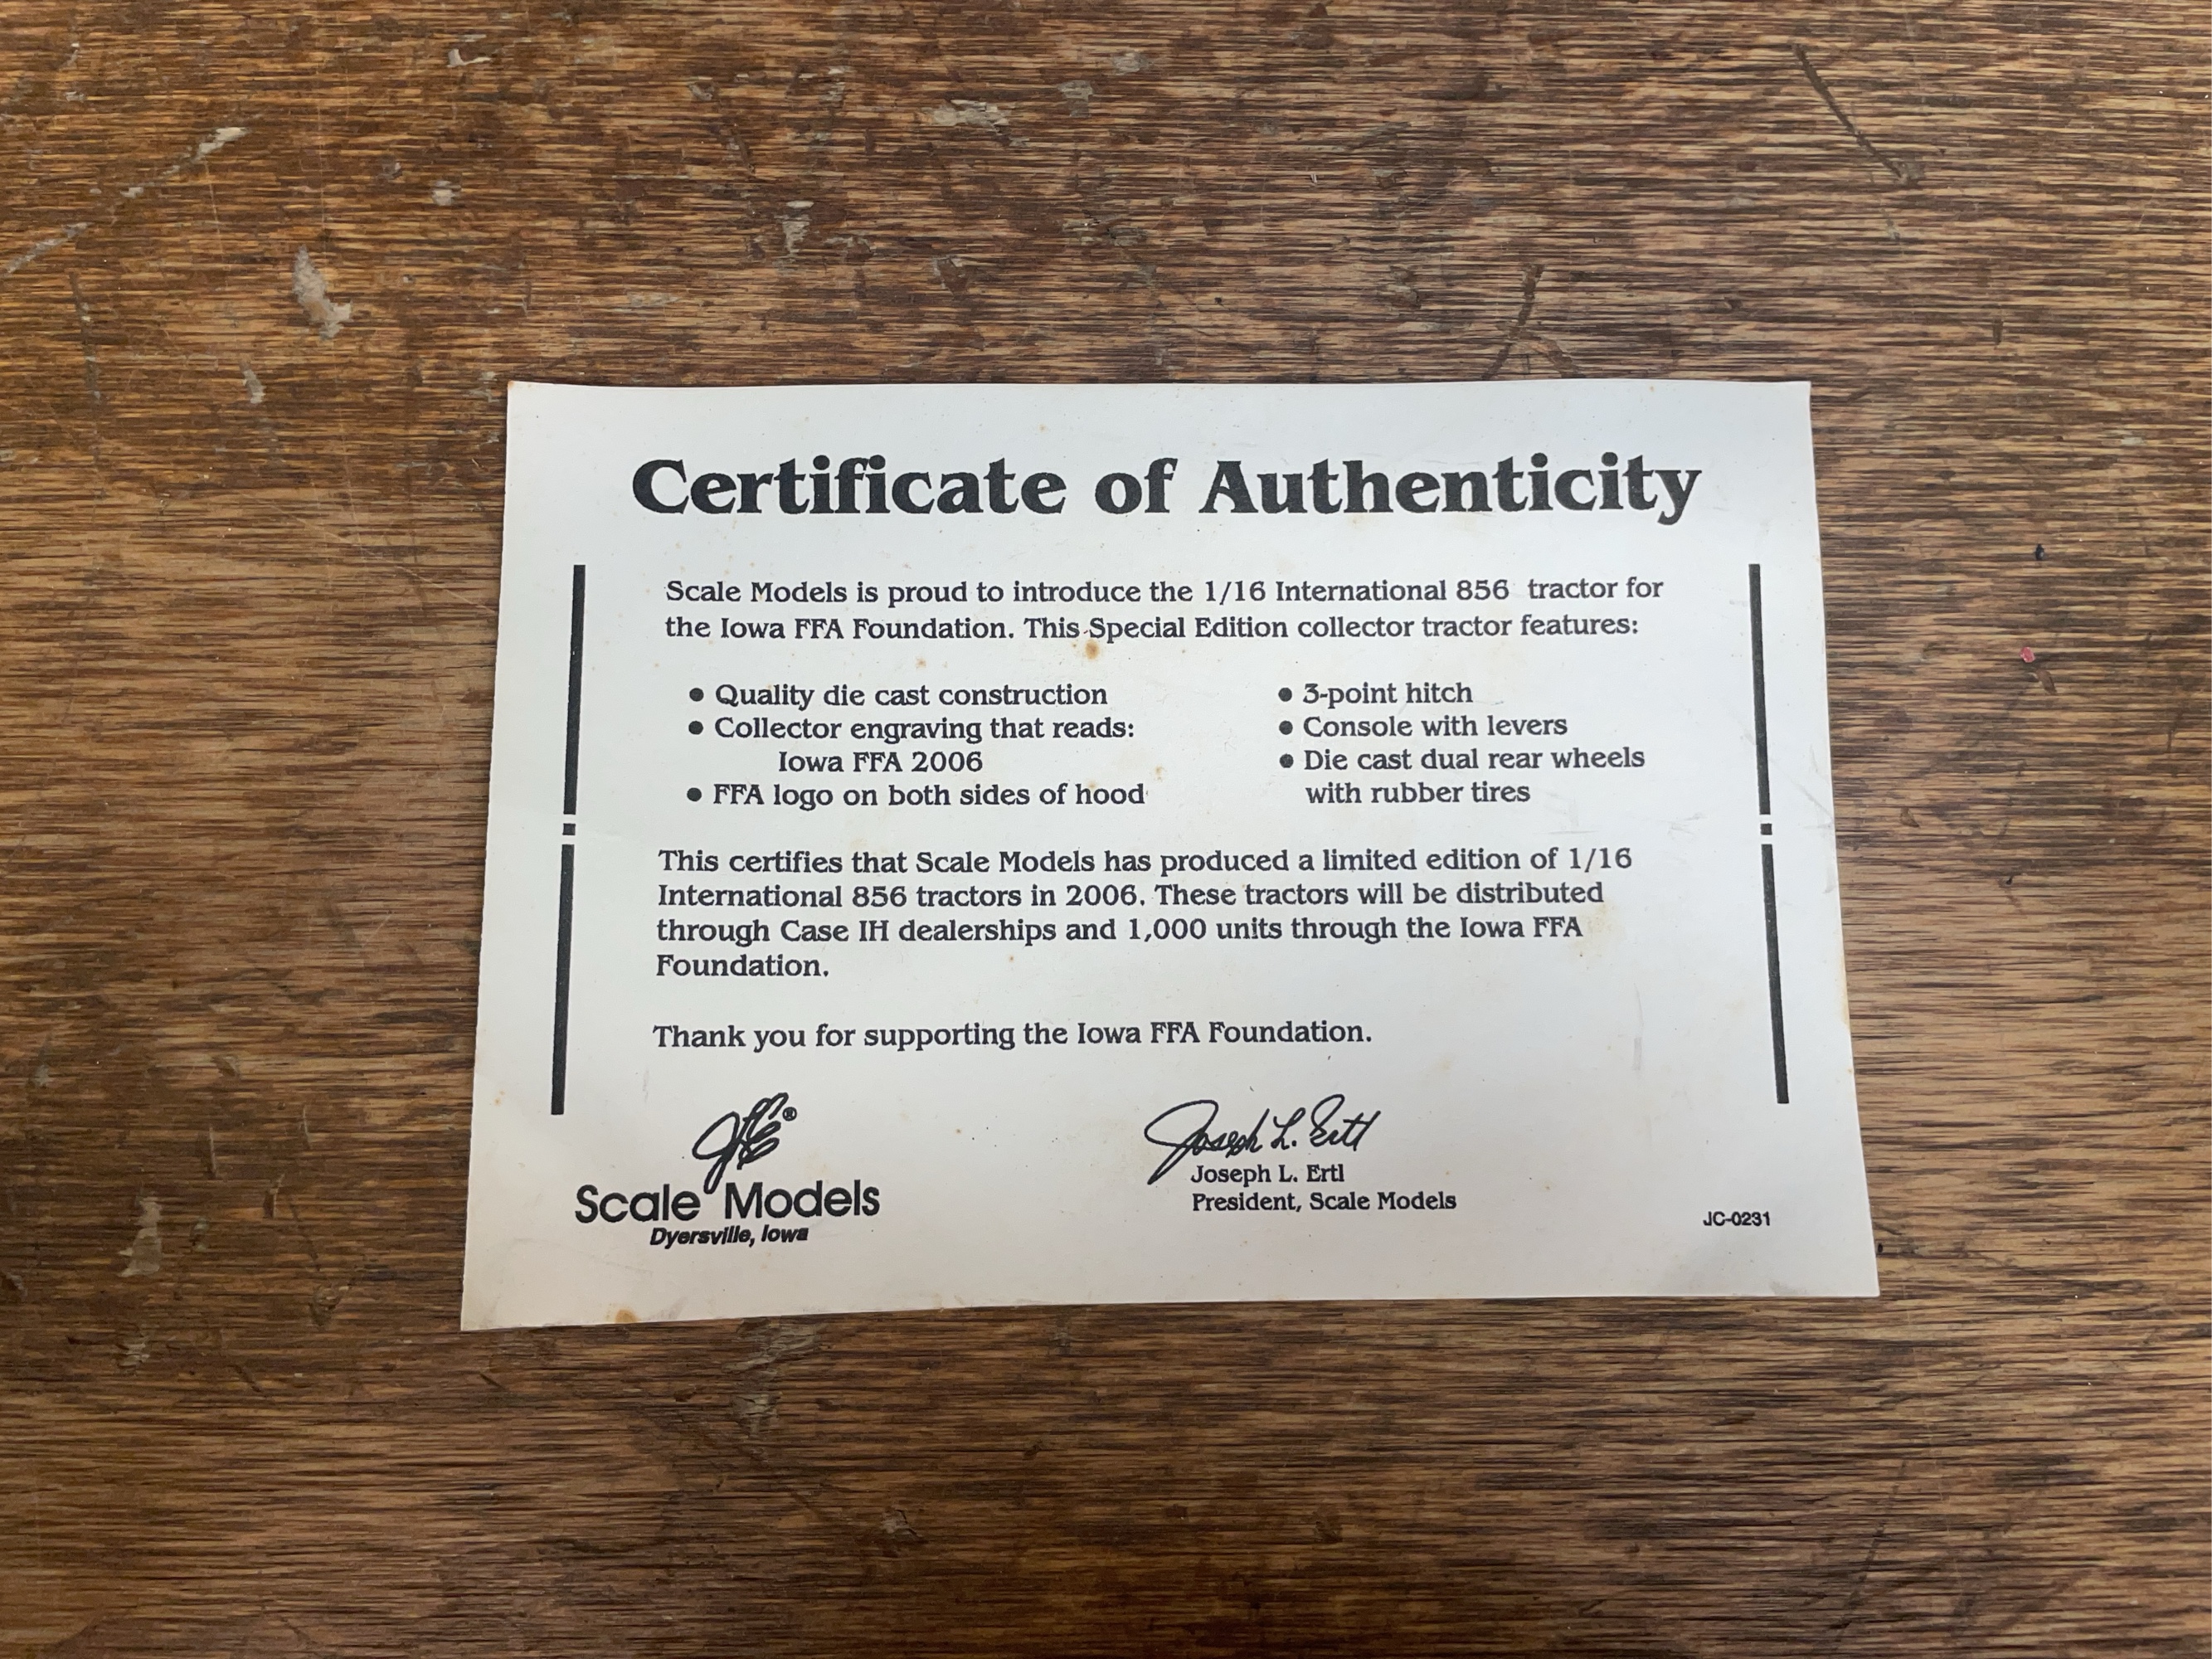 Certificate of Authenticity
Scale Models is proud to introduce the 1/16 International 856 tractor for
the Iowa FFA Foundation. This Special Edition collector tractor features:
● Quality die cast construction
● Collector engraving that reads:
Iowa FFA 2006
● FFA logo on both sides of hood
● 3-point hitch
● Console with levers
● Die cast dual rear wheels
with rubber tires
This certifies that Scale Models has produced a limited edition of 1/16
International 856 tractors in 2006. These tractors will be distributed
through Case IH dealerships and 1,000 units through the Iowa FFA
Foundation.
Thank you for supporting the Iowa FFA Foundation.
JLE®
Scale Models
Dyersville, Iowa
Joseph L. Ertl
Joseph L. Ertl
President, Scale Models
JC-0231